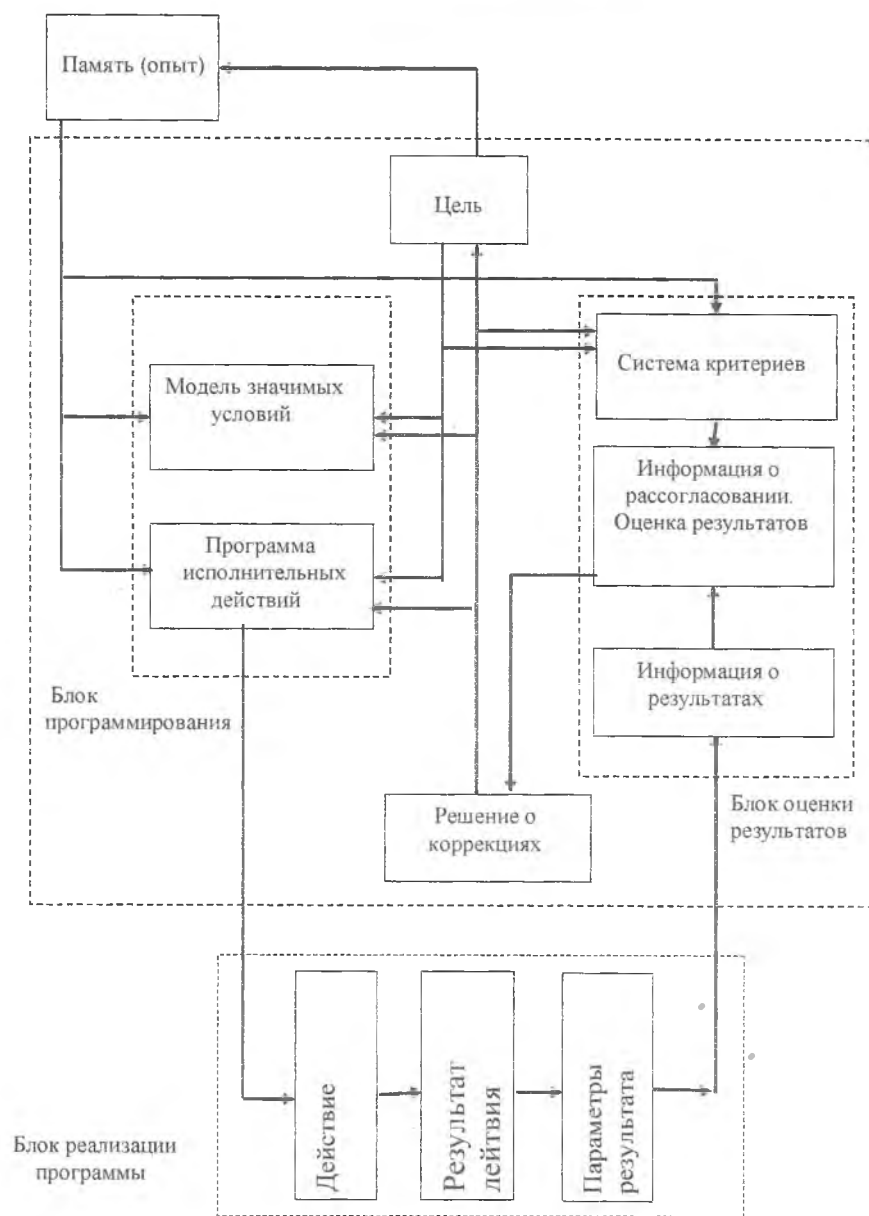 Память (опыт)
Цель
Модель значимых
условий
Система критериев
Информация о
рассогласовании.
Оценка результатов
Программа
исполнительных
действий
Информация о
результатах
Блок
программирования
Решение о
коррекциях
Блок оценки
результатов
Действие
Результат
лейтвия
Параметры
результата
Блок реализации
программы